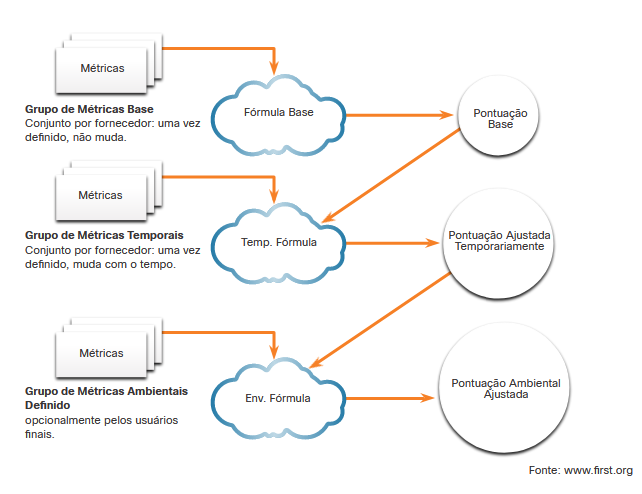 Métricas
Fórmula Base
Pontuação
Base
Grupo de Métricas Base
Conjunto por fornecedor: uma vez
definido, não muda.
Métricas
Temp. Fórmula
Pontuação Ajustada
Temporariamente
Grupo de Métricas Temporais
Conjunto por fornecedor: uma vez
definido, muda com o tempo.
Métricas
Env. Fórmula
Pontuação Ambiental
Ajustada
Grupo de Métricas Ambientais
Definido
opcionalmente pelos usuários
finais.
Fonte: www.first.org